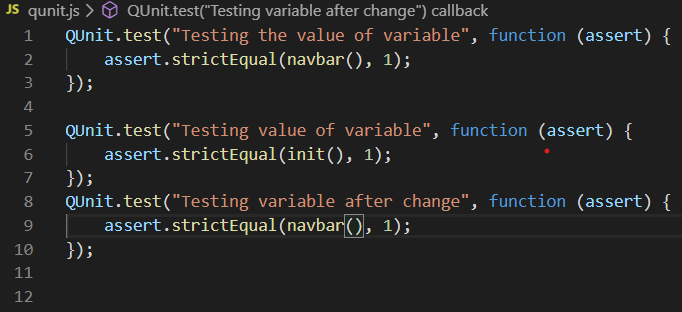 JS qunit.js > QUnit.test("Testing variable after change") callback
1 QUnit.test("Testing the value of variable", function (assert) {
2     assert.strictEqual(navbar(), 1);
3 });
4
5 QUnit.test("Testing value of variable", function (assert) {
6     assert.strictEqual(init(), 1);
7 });
8 QUnit.test("Testing variable after change", function (assert) {
9     assert.strictEqual(navbar(), 1);
10 });
11
12